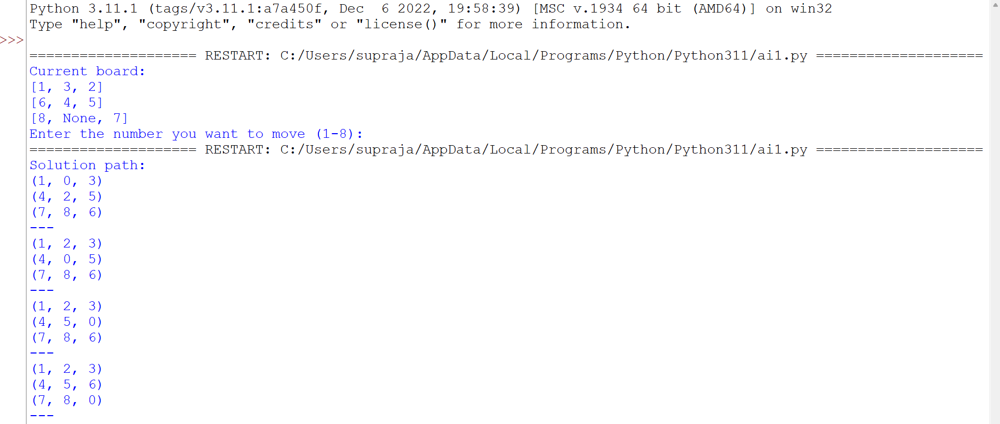 Python 3.11.1 (tags/v3.11.1:a7a450f, Dec  6 2022, 19:58:39) [MSC v.1934 64 bit (AMD64)] on win32
Type "help", "copyright", "credits" or "license()" for more information.
>>>
==================== RESTART: C:/Users/supraja/AppData/Local/Programs/Python/Python311/ai1.py ====================
Current board:
[1, 3, 2]
[6, 4, 5]
[8, None, 7]
Enter the number you want to move (1-8):
==================== RESTART: C:/Users/supraja/AppData/Local/Programs/Python/Python311/ai1.py ====================
Solution path:
(1, 0, 3)
(4, 2, 5)
(7, 8, 6)
---
(1, 2, 3)
(4, 0, 5)
(7, 8, 6)
---
(1, 2, 3)
(4, 5, 0)
(7, 8, 6)
---
(1, 2, 3)
(4, 5, 6)
(7, 8, 0)
---